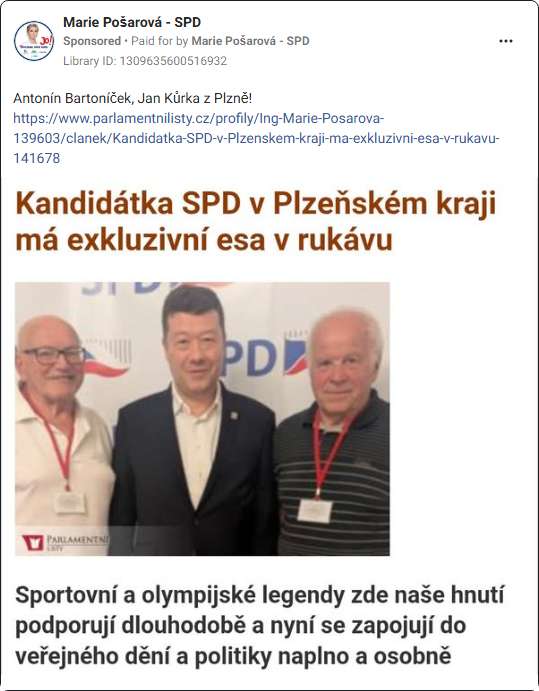 Marie Pošarová - SPD
Sponsored • Paid for by Marie Pošarová - SPD
Library ID: 1309635600516932
Antonín Bartoníček, Jan Kůrka z Plzně!
https://www.parlamentnilisty.cz/profily/Ing-Marie-Posarova-
139603/clanek/Kandidatka-SPD-v-Plzenskem-kraji-ma-exkluzivni-esa-v-rukavu-
141678
Kandidátka SPD v Plzeňském kraji
má exkluzivní esa v rukávu
SPD
SPD
PARLAMENTNÍ
LISTY
Sportovní a olympijské legendy zde naše hnutí
podporují dlouhodobě a nyní se zapojují do
veřejného dění a politiky naplno a osobně